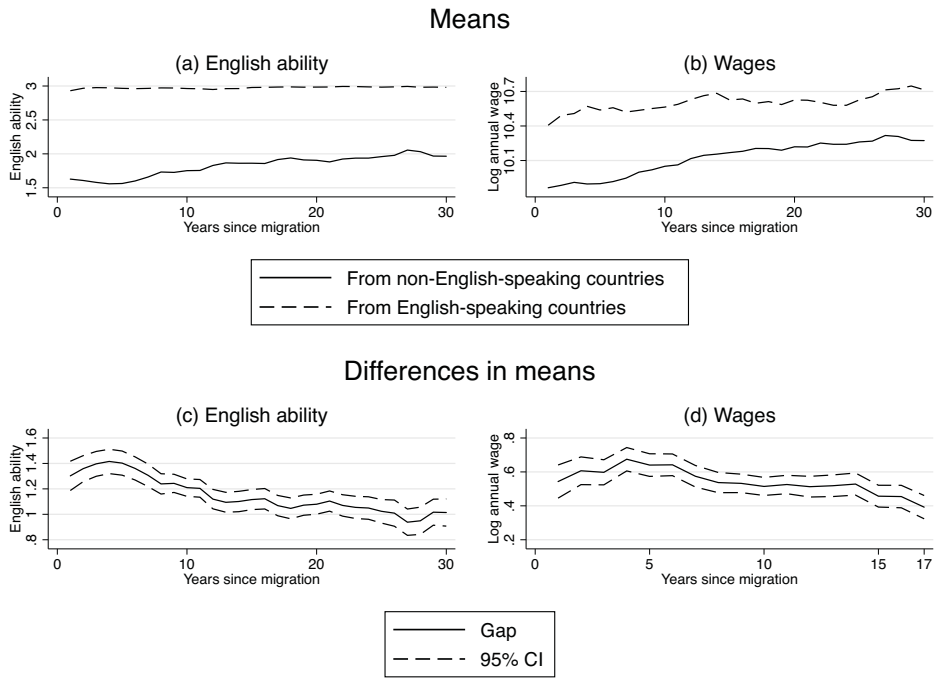 Means
(a) English ability
English ability
3
2.5
2
1.5
0
10
20
30
Years since migration
(b) Wages
Log annual wage
10.7
10.4
10.1
0
10
20
30
Years since migration
From non-English-speaking countries
From English-speaking countries
Differences in means
(c) English ability
English ability
1.6
1.4
1.2
1
.8
0
10
20
30
Years since migration
(d) Wages
Log annual wage
.8
.6
.4
.2
0
5
10
15
17
Years since migration
Gap
95% CI